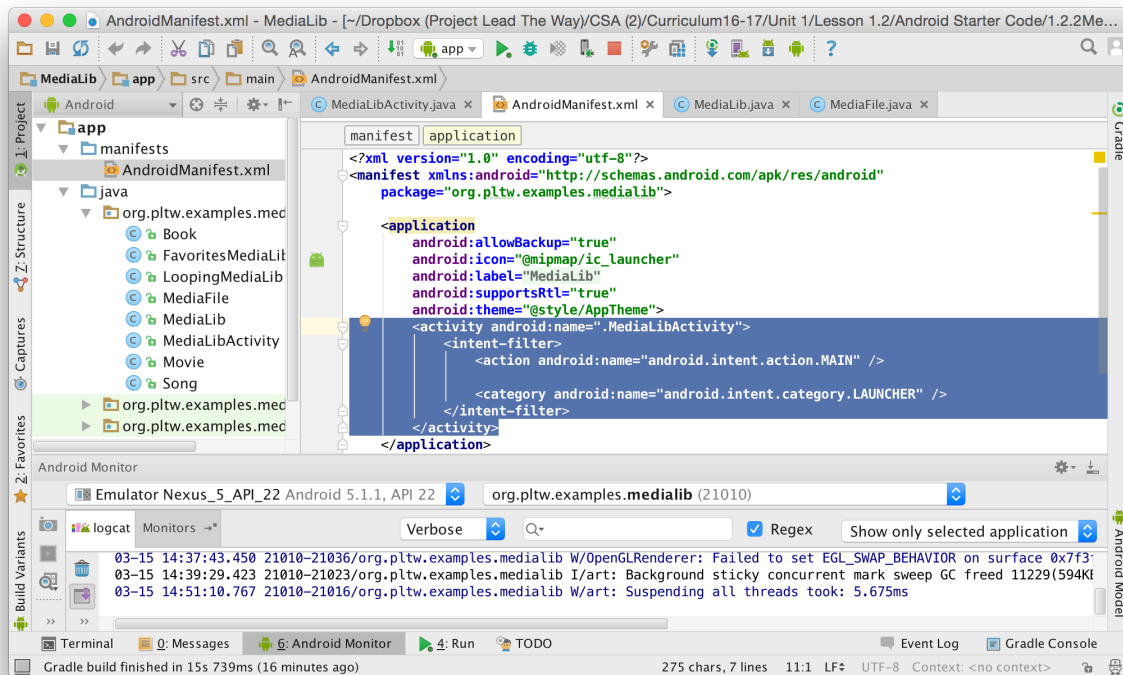 AndroidManifest.xml - MediaLib - [~/Dropbox (Project Lead The Way)/CSA (2)/Curriculum16-17/Unit 1/Lesson 1.2/Android Starter Code/1.2.2Me...
app
MediaLib app src main AndroidManifest.xml
Android
MediaLibActivity.java AndroidManifest.xml MediaLib.java MediaFile.java
1: Project
Z: Structure
Captures
2: Favorites
Build Variants
app
manifests
AndroidManifest.xml
java
org.pltw.examples.med
Book
FavoritesMediaLib
LoopingMediaLib
MediaFile
MediaLib
MediaLibActivity
Movie
Song
org.pltw.examples.med
org.pltw.examples.med
manifest application
<?xml version="1.0" encoding="utf-8"?>
<manifest xmlns:android="http://schemas.android.com/apk/res/android"
package="org.pltw.examples.medialib">
<application
android:allowBackup="true"
android:icon="@mipmap/ic_launcher"
android:label="MediaLib"
android:supportsRtl="true"
android:theme="@style/AppTheme">
<activity android:name=".MediaLibActivity">
<intent-filter>
<action android:name="android.intent.action.MAIN" />
<category android:name="android.intent.category.LAUNCHER" />
</intent-filter>
</activity>
</application>
Gradle
Android Model
Android Monitor
Emulator Nexus_5_API_22 Android 5.1.1, API 22 org.pltw.examples.medialib (21010)
logcat Monitors Verbose Regex Show only selected application
03-15 14:37:43.450 21010-21036/org.pltw.examples.medialib W/OpenGLRenderer: Failed to set EGL_SWAP_BEHAVIOR on surface 0x7f3
03-15 14:39:29.423 21010-21023/org.pltw.examples.medialib I/art: Background sticky concurrent mark sweep GC freed 11229(594K
03-15 14:51:10.767 21010-21016/org.pltw.examples.medialib W/art: Suspending all threads took: 5.675ms
Terminal 0: Messages 6: Android Monitor 4: Run TODO Event Log Gradle Console
Gradle build finished in 15s 739ms (16 minutes ago) 275 chars, 7 lines 11:1 LF UTF-8 Context: <no context>